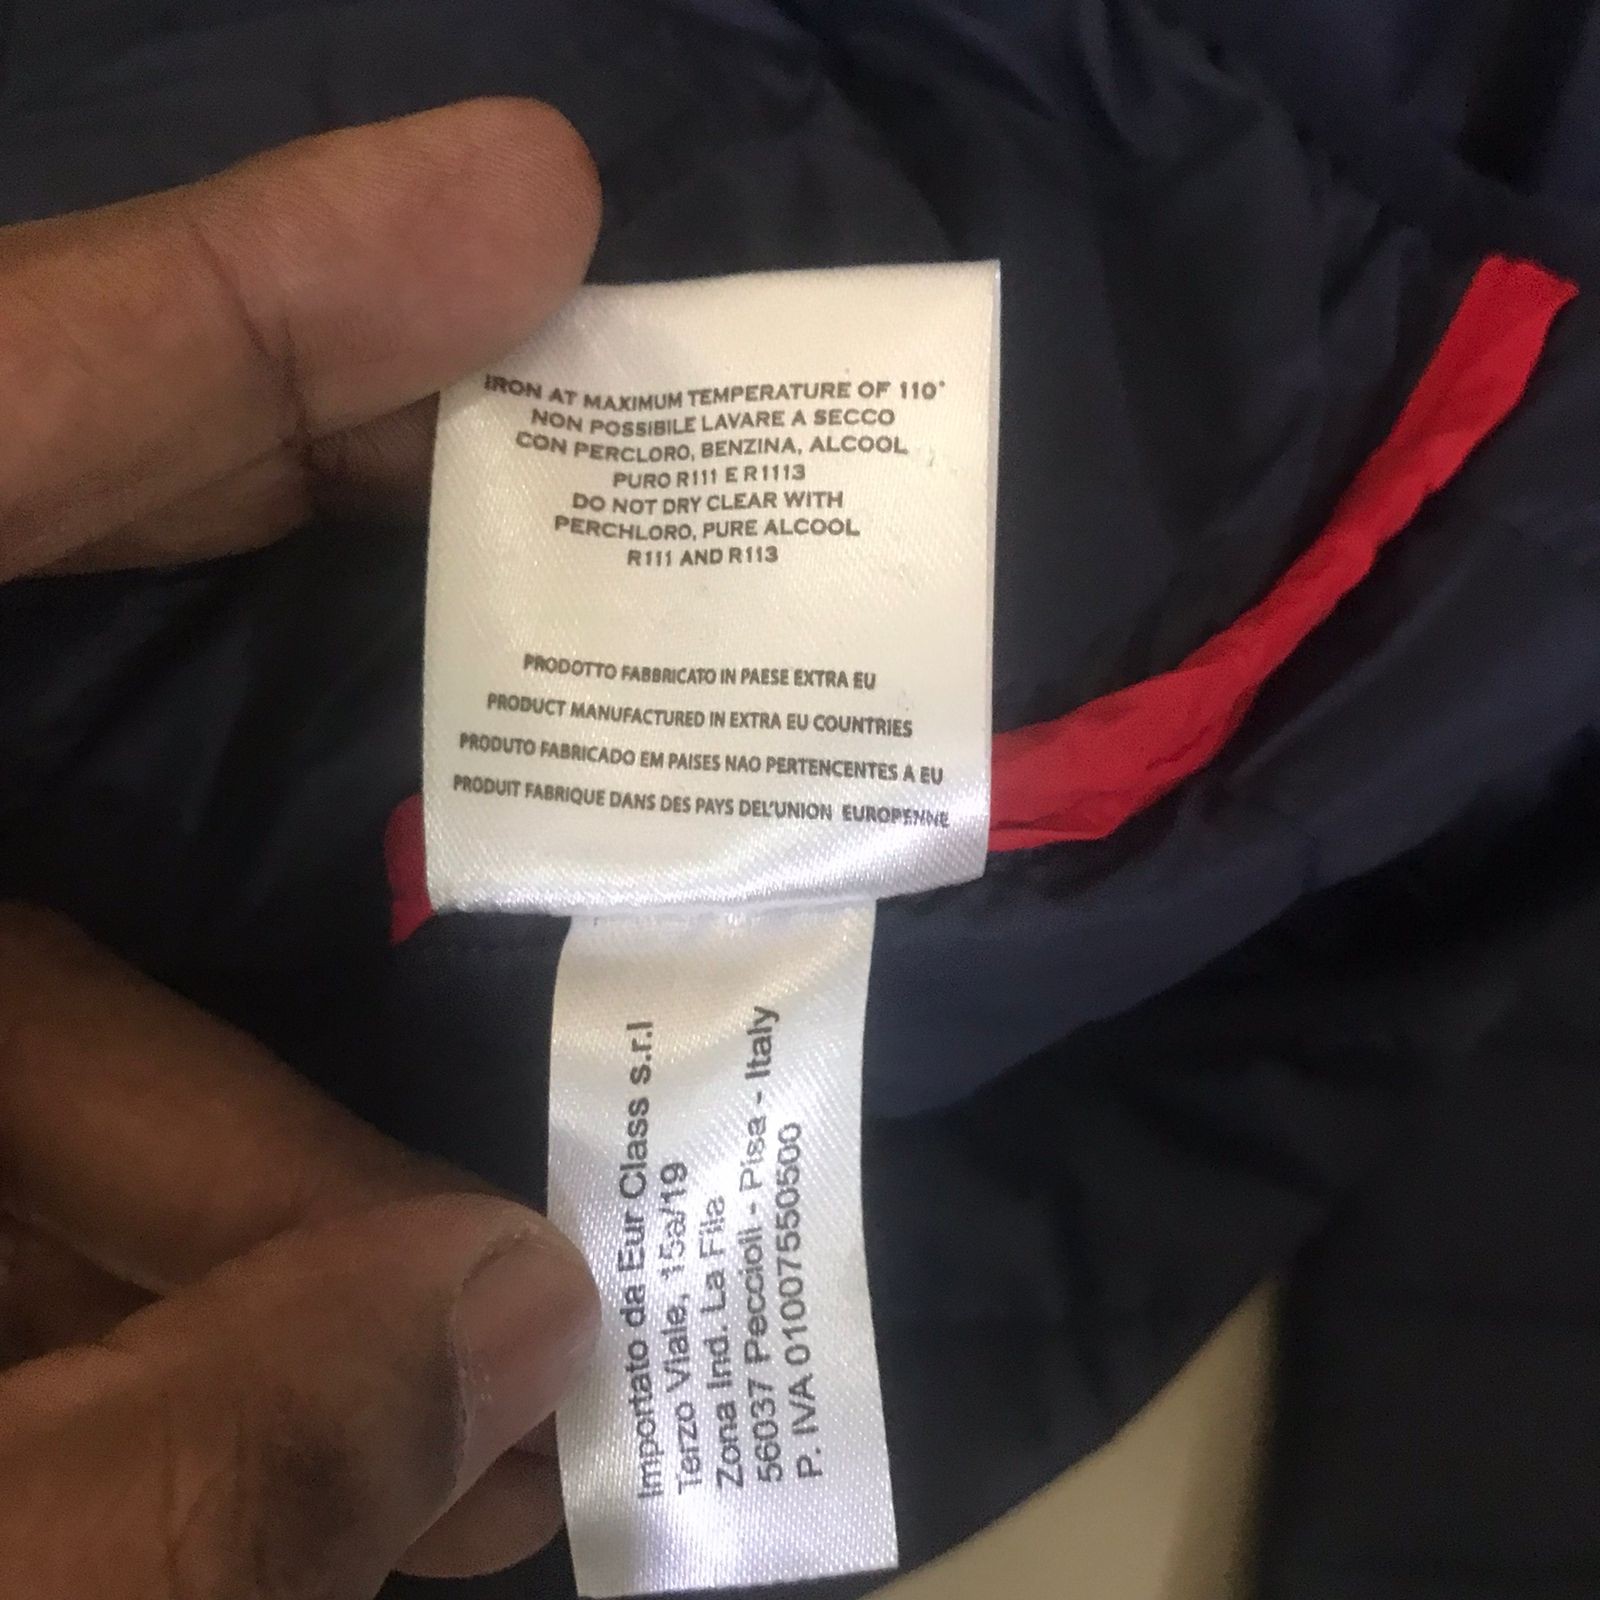 IRON AT MAXIMUM TEMPERATURE OF 110°
NON POSSIBILE LAVARE A SECCO
CON PERCLORO, BENZINA, ALCOOL
PURO R111 E R1113
DO NOT DRY CLEAR WITH
PERCHLORO, PURE ALCOOL
R111 AND R113
PRODOTTO FABBRICATO IN PAESE EXTRA EU
PRODUCT MANUFACTURED IN EXTRA EU COUNTRIES
PRODUTO FABRICADO EM PAISES NAO PERTENCENTES A EU
PRODUIT FABRIQUE DANS DES PAYS DEL'UNION EUROPENNE
Importato da Eur Class s.r.l
Terzo Viale, 15a/19
Zona Ind. La Fila
56037 Peccioli - Pisa - Italy
P. IVA 01007550500